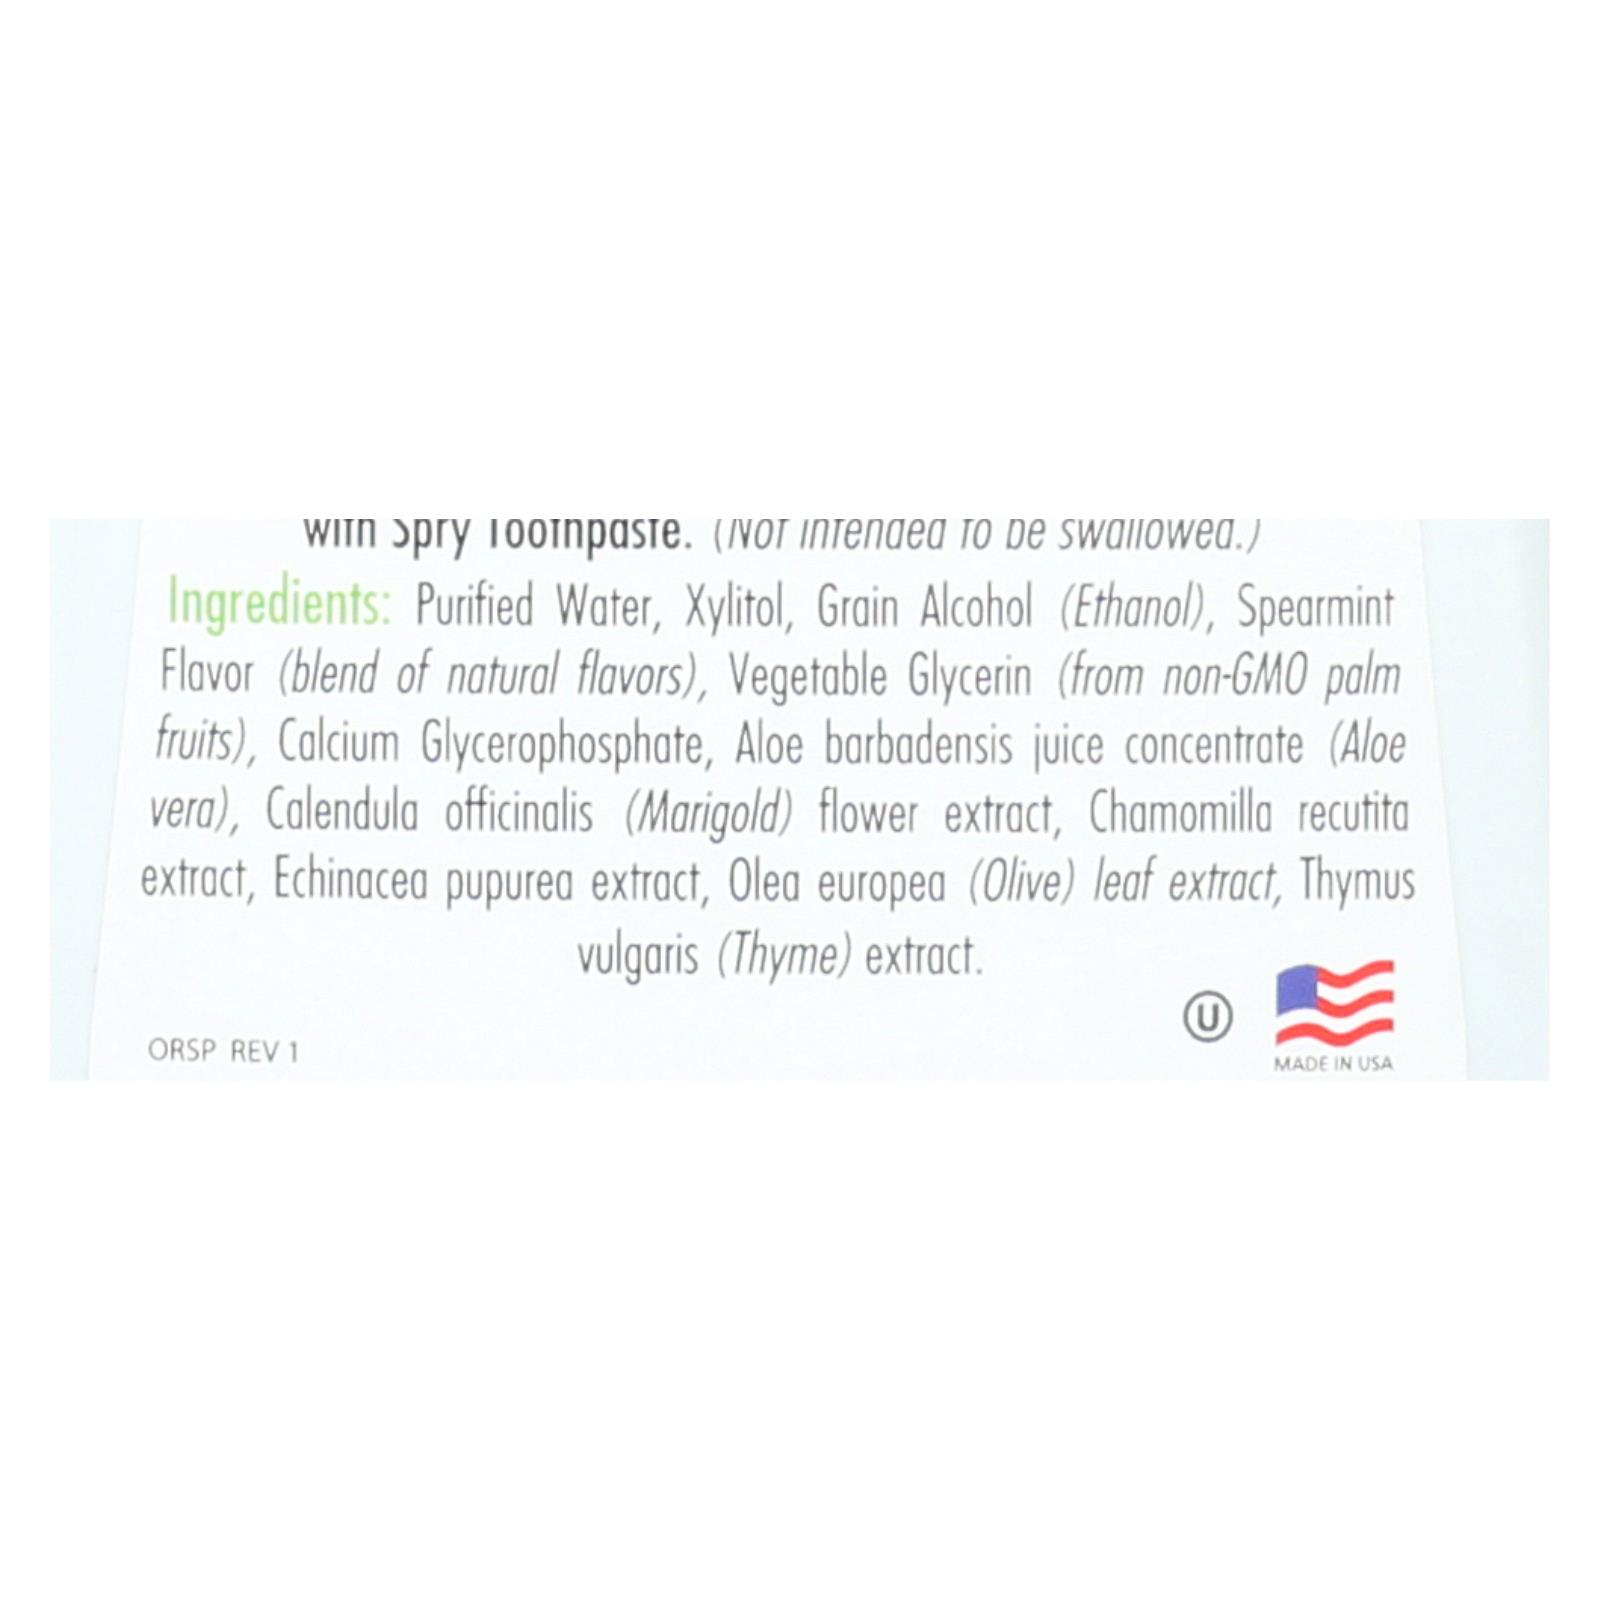 with Spry Toothpaste. (Not intended to be swallowed.)
Ingredients: Purified Water, Xylitol, Grain Alcohol (Ethanol), Spearmint
Flavor (blend of natural flavors), Vegetable Glycerin (from non-GMO palm
fruits), Calcium Glycerophosphate, Aloe barbadensis juice concentrate (Aloe
vera), Calendula officinalis (Marigold) flower extract, Chamomilla recutita
extract, Echinacea pupurea extract, Olea europea (Olive) leaf extract, Thymus
vulgaris (Thyme) extract.
U
ORSP REV 1
MADE IN USA